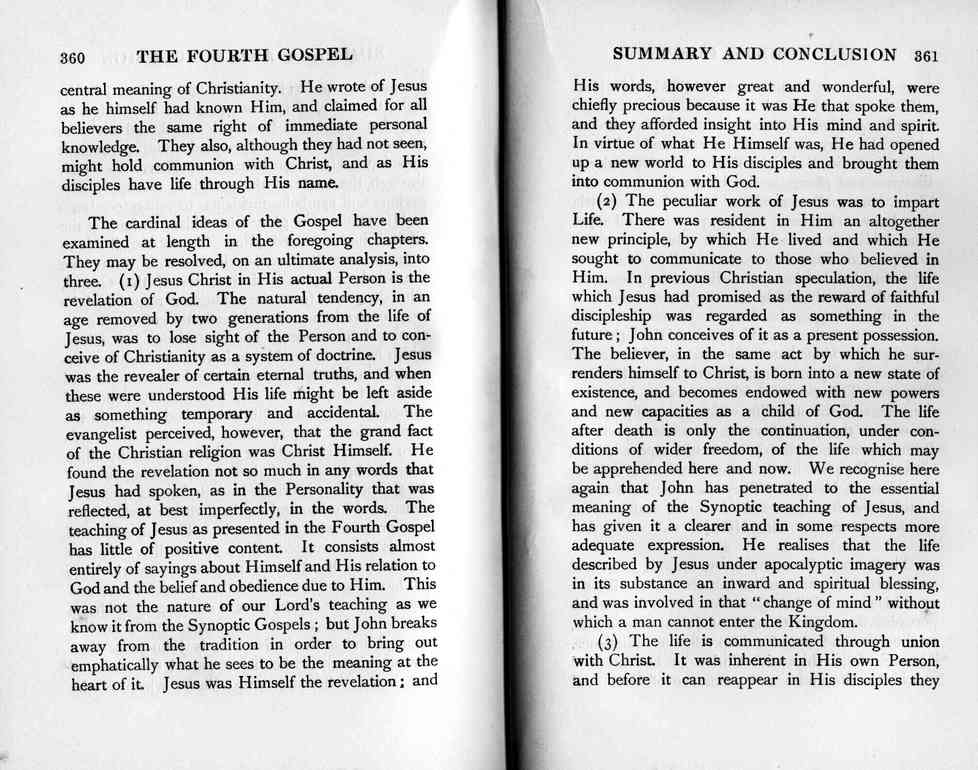 360 THE FOURTH GOSPEL
central meaning of Christianity. He wrote of Jesus
as he himself had known Him, and claimed for all
believers the same right of immediate personal
knowledge. They also, although they had not seen,
might hold communion with Christ, and as His
disciples have life through His name.
The cardinal ideas of the Gospel have been
examined at length in the foregoing chapters.
They may be resolved, on an ultimate analysis, into
three. (1) Jesus Christ in His actual Person is the
revelation of God. The natural tendency, in an
age removed by two generations from the life of
Jesus, was to lose sight of the Person and to con-
ceive of Christianity as a system of doctrine. Jesus
was the revealer of certain eternal truths, and when
these were understood His life might be left aside
as something temporary and accidental. The
evangelist perceived, however, that the grand fact
of the Christian religion was Christ Himself. He
found the revelation not so much in any words that
Jesus had spoken, as in the Personality that was
reflected, at best imperfectly, in the words. The
teaching of Jesus as presented in the Fourth Gospel
has little of positive content. It consists almost
entirely of sayings about Himself and His relation to
God and the belief and obedience due to Him. This
was not the nature of our Lord's teaching as we
know it from the Synoptic Gospels; but John breaks
away from the tradition in order to bring out
emphatically what he sees to be the meaning at the
heart of it. Jesus was Himself the revelation; and
SUMMARY AND CONCLUSION 361
His words, however great and wonderful, were
chiefly precious because it was He that spoke them,
and they afforded insight into His mind and spirit.
In virtue of what He Himself was, He had opened
up a new world to His disciples and brought them
into communion with God.
(2) The peculiar work of Jesus was to impart
Life. There was resident in Him an altogether
new principle, by which He lived and which He
sought to communicate to those who believed in
Him. In previous Christian speculation, the life
which Jesus had promised as the reward of faithful
discipleship was regarded as something in the
future; John conceives of it as a present possession.
The believer, in the same act by which he sur-
renders himself to Christ, is born into a new state of
existence, and becomes endowed with new powers
and new capacities as a child of God. The life
after death is only the continuation, under con-
ditions of wider freedom, of the life which may
be apprehended here and now. We recognise here
again that John has penetrated to the essential
meaning of the Synoptic teaching of Jesus, and
has given it a clearer and in some respects more
adequate expression. He realises that the life
described by Jesus under apocalyptic imagery was
in its substance an inward and spiritual blessing,
and was involved in that “change of mind” without
which a man cannot enter the Kingdom.
(3) The life is communicated through union
with Christ. It was inherent in His own Person,
and before it can reappear in His disciples they